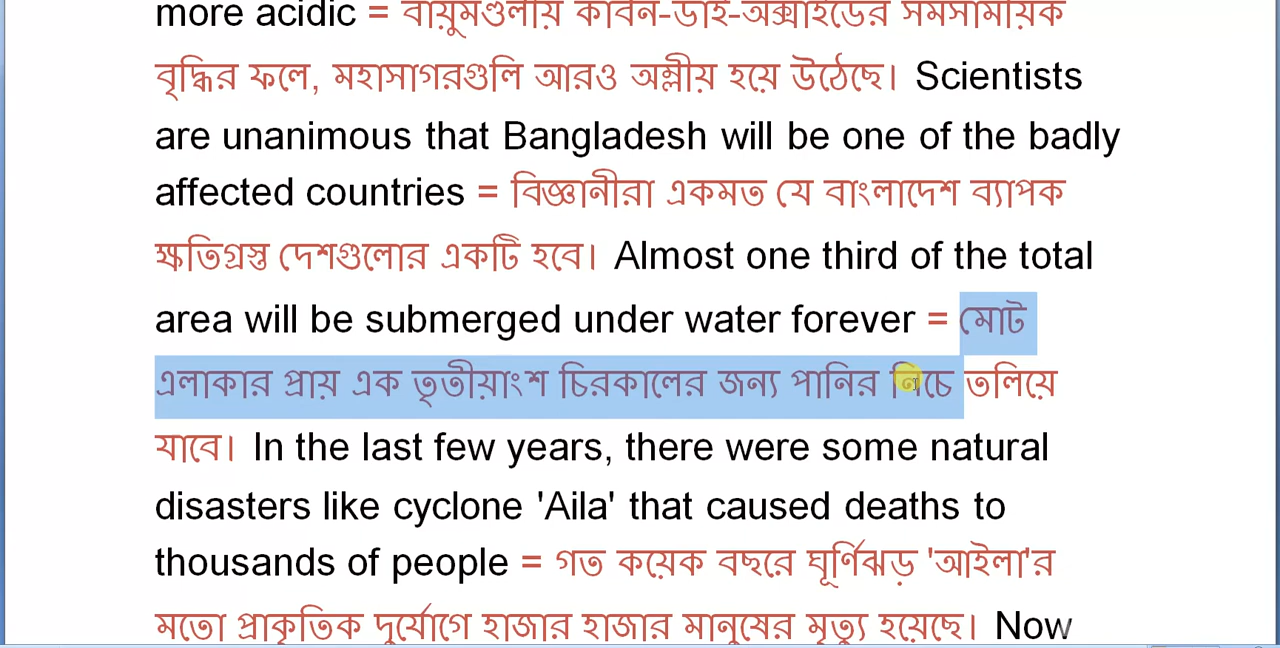 more acidic = বায়ুমণ্ডলীয় কার্বন-ডাই-অক্সাইডের সমসাময়িক
বৃদ্ধির ফলে, মহাসাগরগুলি আরও অম্লীয় হয়ে উঠেছে। Scientists
are unanimous that Bangladesh will be one of the badly
affected countries = বিজ্ঞানীরা একমত যে বাংলাদেশ ব্যাপক
ক্ষতিগ্রস্ত দেশগুলোর একটি হবে। Almost one third of the total
area will be submerged under water forever = মোট
এলাকার প্রায় এক তৃতীয়াংশ চিরকালের জন্য পানির নিচে তলিয়ে
যাবে। In the last few years, there were some natural
disasters like cyclone 'Aila' that caused deaths to
thousands of people = গত কয়েক বছরে ঘূর্ণিঝড় 'আইলা'র
মতো প্রাকৃতিক দুর্যোগে হাজার হাজার মানুষের মৃত্যু হয়েছে। Now